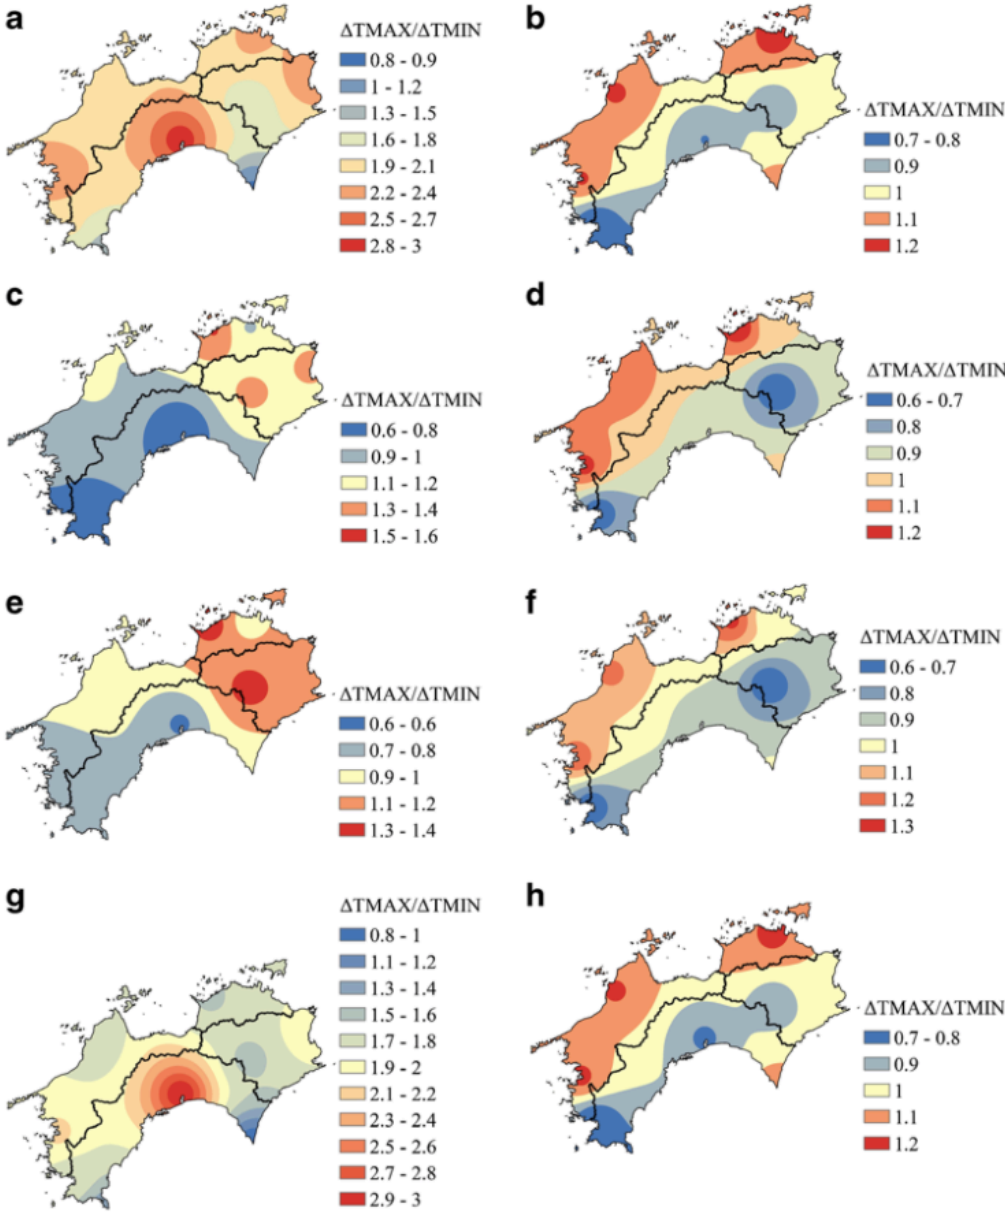 a
ΔTMAX/ΔTMIN
0.8 - 0.9
1 - 1.2
1.3 - 1.5
1.6 - 1.8
1.9 - 2.1
2.2 - 2.4
2.5 - 2.7
2.8 - 3
b
ΔTMAX/ΔTMIN
0.7 - 0.8
0.9
1
1.1
1.2
c
ΔTMAX/ΔTMIN
0.6 - 0.8
0.9 - 1
1.1 - 1.2
1.3 - 1.4
1.5 - 1.6
d
ΔTMAX/ΔTMIN
0.6 - 0.7
0.8
0.9
1
1.1
1.2
e
ΔTMAX/ΔTMIN
0.6 - 0.6
0.7 - 0.8
0.9 - 1
1.1 - 1.2
1.3 - 1.4
f
ΔTMAX/ΔTMIN
0.6 - 0.7
0.8
0.9
1
1.1
1.2
1.3
g
ΔTMAX/ΔTMIN
0.8 - 1
1.1 - 1.2
1.3 - 1.4
1.5 - 1.6
1.7 - 1.8
1.9 - 2
2.1 - 2.2
2.3 - 2.4
2.5 - 2.6
2.7 - 2.8
2.9 - 3
h
ΔTMAX/ΔTMIN
0.7 - 0.8
0.9
1
1.1
1.2